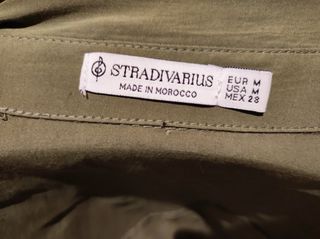 STRADIVARIUS
MADE IN MOROCCO
EUR M
USA M
MEX 28